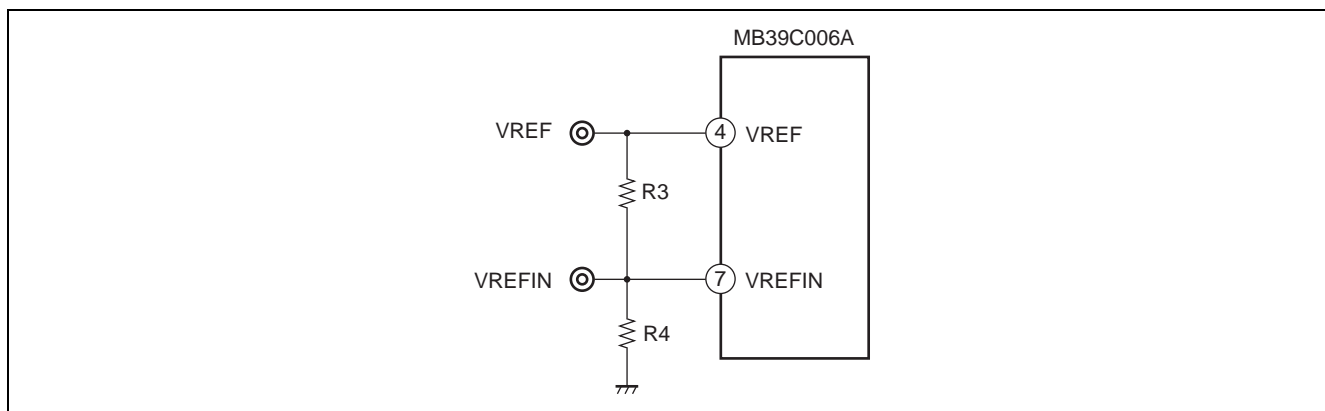 MB39C006A
VREF
4
VREF
R3
VREFIN
7
VREFIN
R4